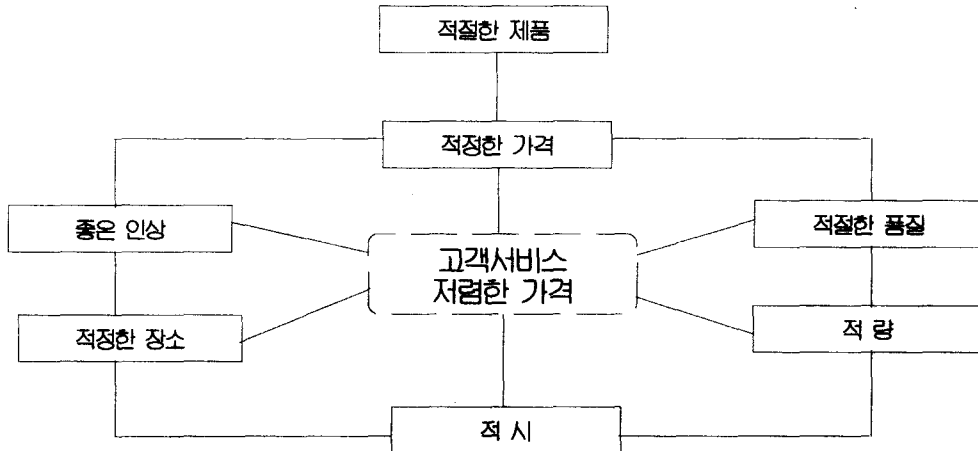 적절한 제품
적정한 가격
좋은 인상
적절한 품질
고객서비스
저렴한 가격
적정한 장소
적 량
적 시